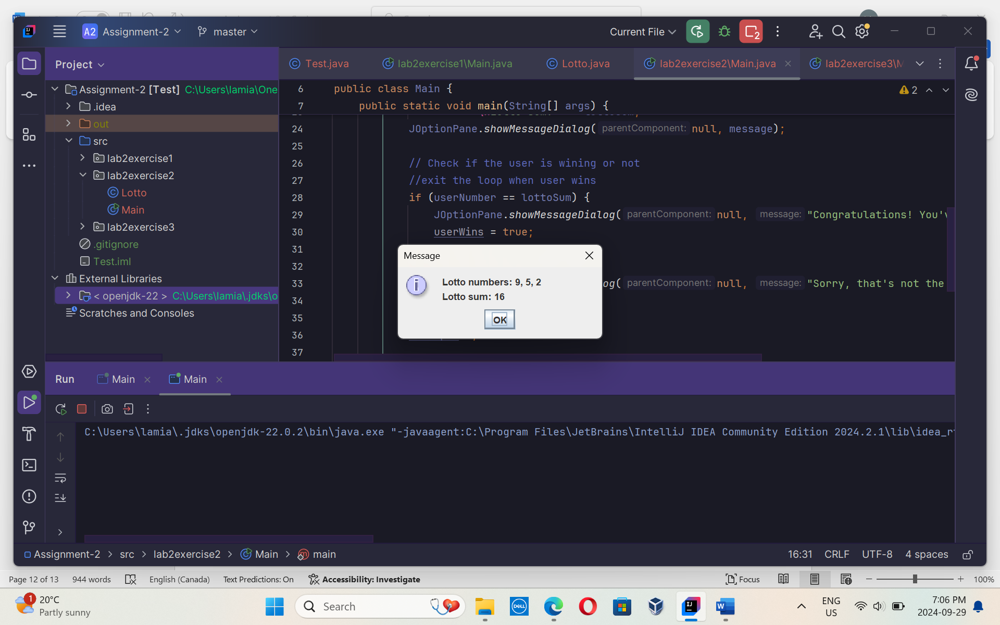 A2 Assignment-2 master Current File 2
Project
Test.java lab2exercise1\Main.java Lotto.java lab2exercise2\Main.java lab2exercise3\M
Assignment-2 [Test] C:\Users\lamia\One
.idea
out
src
lab2exercise1
lab2exercise2
Lotto
Main
lab2exercise3
.gitignore
Test.iml
External Libraries
< openjdk-22 > C:\Users\lamia\.jdks\o
Scratches and Consoles
2
6 public class Main {
7 public static void main(String[] args) {
24 JOptionPane.showMessageDialog( parentComponent: null, message);
25
26 // Check if the user is wining or not
27 //exit the loop when user wins
28 if (userNumber == lottoSum) {
29 JOptionPane.showMessageDialog( parentComponent: null, message: "Congratulations! You'v
30 userWins = true;
31
32
33 og( parentComponent: null, message: "Sorry, that's not the
34
35
36
37
Message
Lotto numbers: 9, 5, 2
Lotto sum: 16
OK
Run Main Main
C:\Users\lamia\.jdks\openjdk-22.0.2\bin\java.exe "-javaagent:C:\Program Files\JetBrains\IntelliJ IDEA Community Edition 2024.2.1\lib\idea_r
Assignment-2 > src > lab2exercise2 > Main > main
16:31 CRLF UTF-8 4 spaces
Page 12 of 13 944 words English (Canada) Text Predictions: On Accessibility: Investigate Focus 100%
1 20°C
Partly sunny
Search
DELL
ENG
US
7:06 PM
2024-09-29